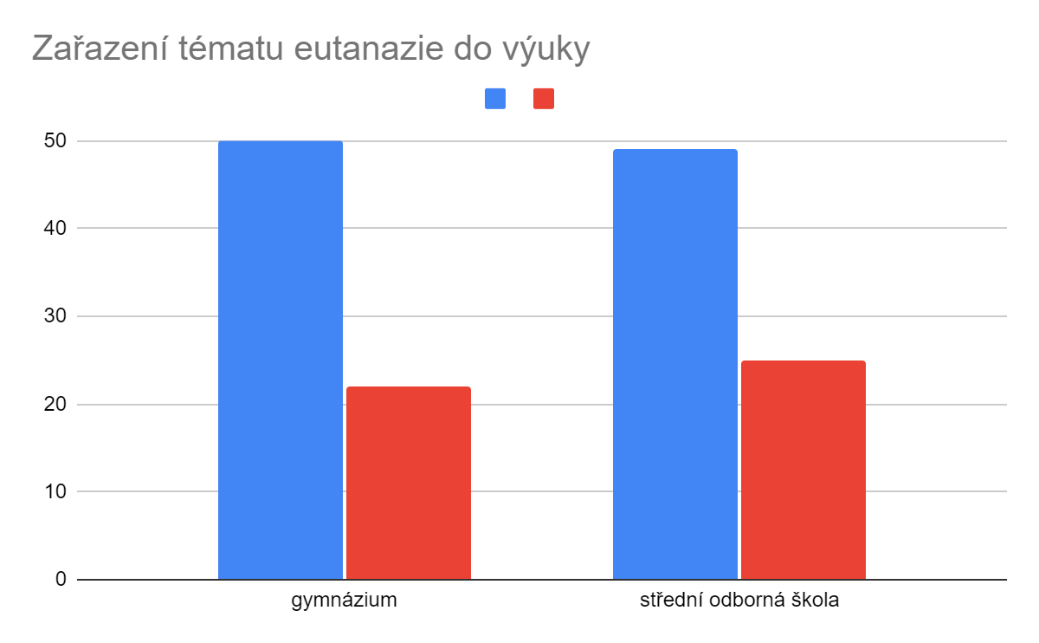 Zařazení tématu eutanazie do výuky
50
40
30
20
10
0
gymnázium
střední odborná škola